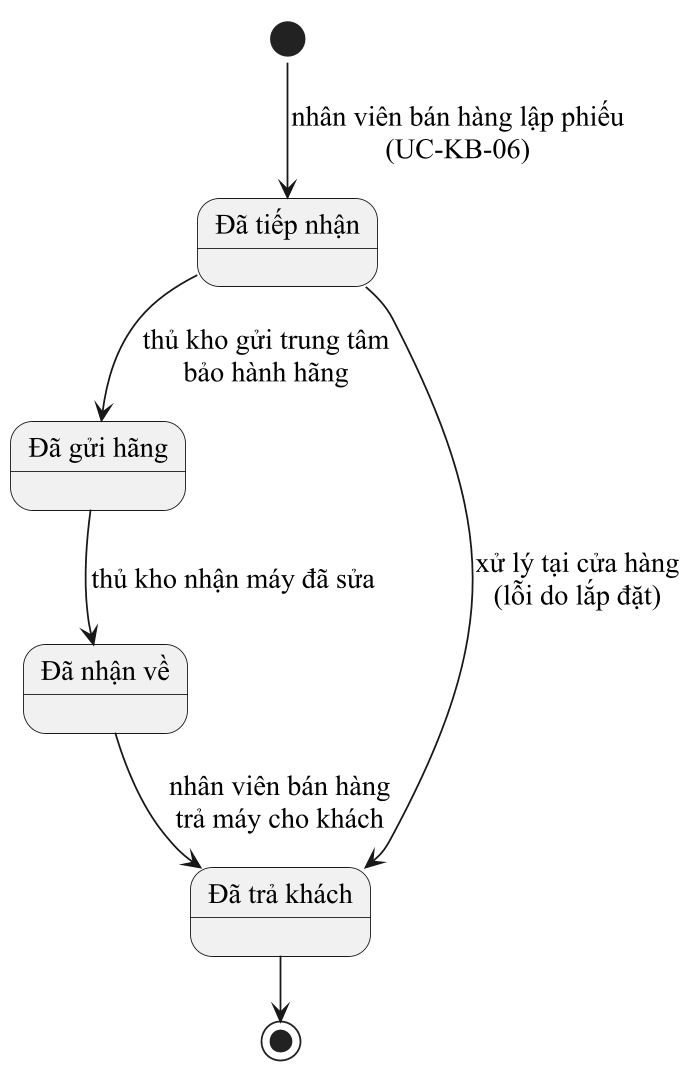 nhân viên bán hàng lập phiếu
(UC-KB-06)
Đã tiếp nhận
thủ kho gửi trung tâm
bảo hành hãng
Đã gửi hãng
xử lý tại cửa hàng
(lỗi do lắp đặt)
thủ kho nhận máy đã sửa
Đã nhận về
nhân viên bán hàng
trả máy cho khách
Đã trả khách